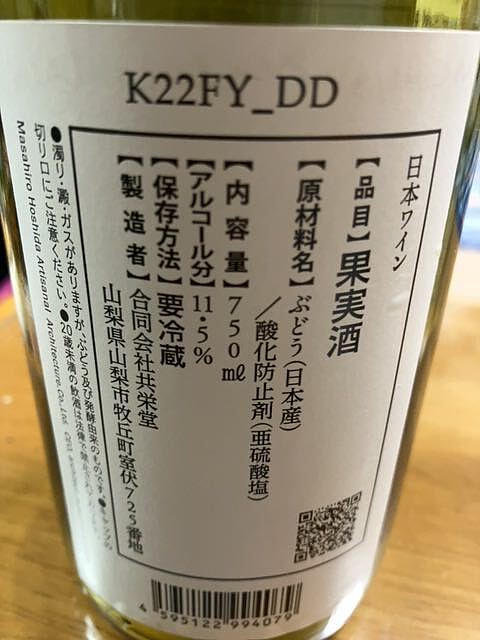 K22FY_DD
日本ワイン
【品目】果実酒
【原材料名】ぶどう(日本産)
／酸化防止剤(亜硫酸塩)
【内容量】750㎖
【アルコール分】11・5%
【保存方法】要冷蔵
【製造者】合同会社共栄堂
山梨県山梨市牧丘町室伏725番地
●濁り・澱・ガスがありますが、ぶどう及び発酵由来のものです。●キャップの
切り口にご注意ください。●20歳未満の飲酒は法律で禁止されて
Masahiro Hoshida Artisanal Architecture.Co.,Ltd.
4 595122 994079